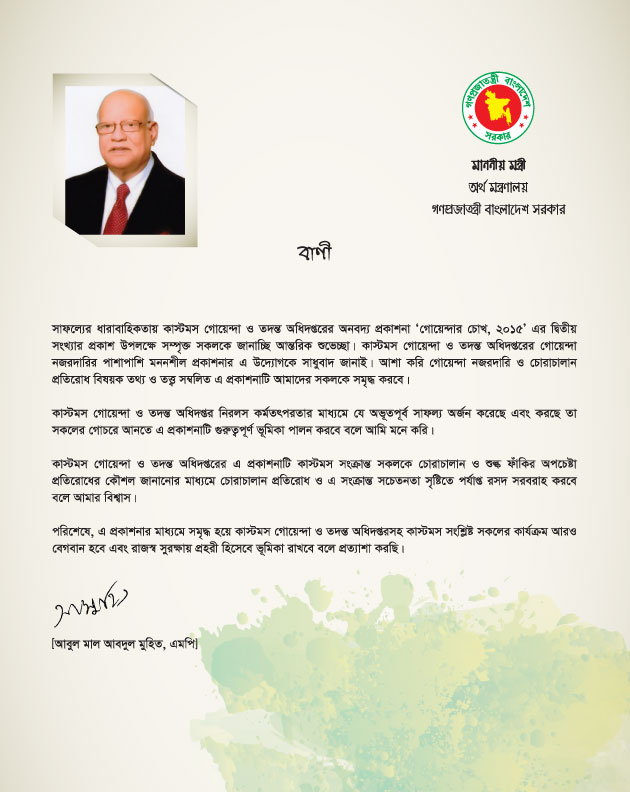 গণপ্রজাতন্ত্রী বাংলাদেশ
সরকার
মাননীয় মন্ত্রী
অর্থ মন্ত্রণালয়
গণপ্রজাতন্ত্রী বাংলাদেশ সরকার
বাণী
সাফল্যের ধারাবাহিকতায় কাস্টমস গোয়েন্দা ও তদন্ত অধিদপ্তরের অনবদ্য প্রকাশনা ‘গোয়েন্দার চোখ, ২০১৫’ এর দ্বিতীয়
সংখ্যার প্রকাশ উপলক্ষে সম্পৃক্ত সকলকে জানাচ্ছি আন্তরিক শুভেচ্ছা। কাস্টমস গোয়েন্দা ও তদন্ত অধিদপ্তরের গোয়েন্দা
নজরদারির পাশাপাশি মননশীল প্রকাশনার এ উদ্যোগকে সাধুবাদ জানাই। আশা করি গোয়েন্দা নজরদারি ও চোরাচালান
প্রতিরোধ বিষয়ক তথ্য ও তত্ত্ব সম্বলিত এ প্রকাশনাটি আমাদের সকলকে সমৃদ্ধ করবে।
কাস্টমস গোয়েন্দা ও তদন্ত অধিদপ্তর নিরলস কর্মতৎপরতার মাধ্যমে যে অভূতপূর্ব সাফল্য অর্জন করেছে এবং করছে তা
সকলের গোচরে আনতে এ প্রকাশনাটি গুরুত্বপূর্ণ ভূমিকা পালন করবে বলে আমি মনে করি।
কাস্টমস গোয়েন্দা ও তদন্ত অধিদপ্তরের এ প্রকাশনাটি কাস্টমস সংক্রান্ত সকলকে চোরাচালান ও শুল্ক ফাঁকির অপচেষ্টা
প্রতিরোধের কৌশল জানানোর মাধ্যমে চোরাচালান প্রতিরোধ ও এ সংক্রান্ত সচেতনতা সৃষ্টিতে পর্যাপ্ত রসদ সরবরাহ করবে
বলে আমার বিশ্বাস।
পরিশেষে, এ প্রকাশনার মাধ্যমে সমৃদ্ধ হয়ে কাস্টমস গোয়েন্দা ও তদন্ত অধিদপ্তরসহ কাস্টমস সংশ্লিষ্ট সকলের কার্যক্রম আরও
বেগবান হবে এবং রাজস্ব সুরক্ষায় প্রহরী হিসেবে ভূমিকা রাখবে বলে প্রত্যাশা করছি।
[আবুল মাল আবদুল মুহিত, এমপি]